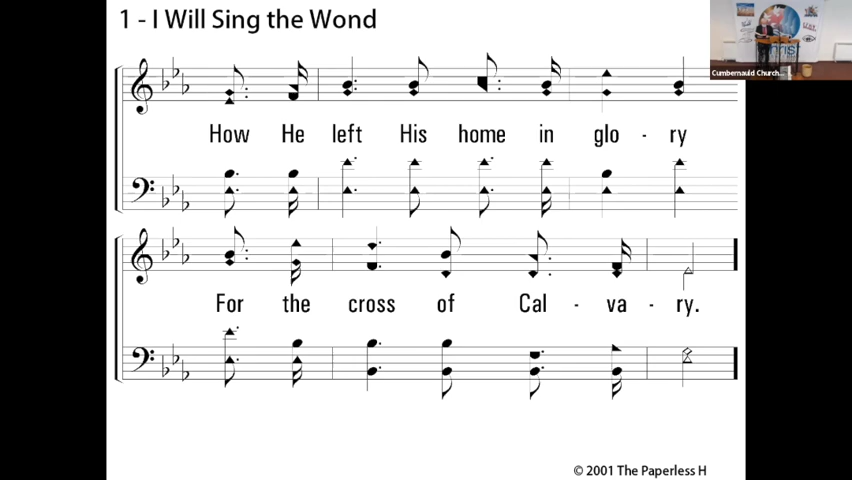 1 - I Will Sing the Wond
Cumbernauld Church...
How He left His home in glo - ry
For the cross of Cal - va - ry.
© 2001 The Paperless H